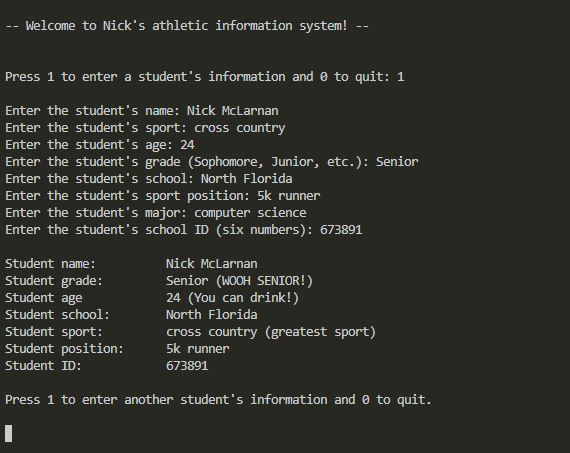 -- Welcome to Nick's athletic information system! --
Press 1 to enter a student's information and 0 to quit: 1
Enter the student's name: Nick McLarnan
Enter the student's sport: cross country
Enter the student's age: 24
Enter the student's grade (Sophomore, Junior, etc.): Senior
Enter the student's school: North Florida
Enter the student's sport position: 5k runner
Enter the student's major: computer science
Enter the student's school ID (six numbers): 673891
Student name: Nick McLarnan
Student grade: Senior (WOOH SENIOR!)
Student age 24 (You can drink!)
Student school: North Florida
Student sport: cross country (greatest sport)
Student position: 5k runner
Student ID: 673891
Press 1 to enter another student's information and 0 to quit.